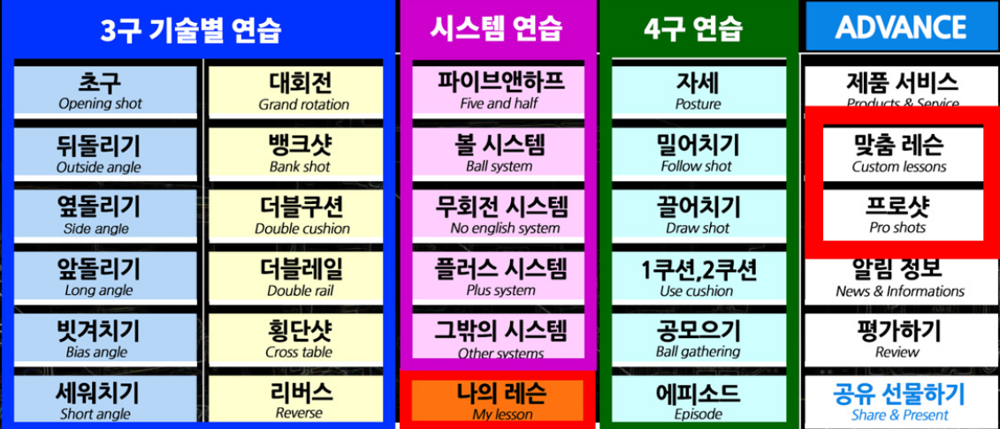 3구 기술별 연습
초구
Opening shot
대회전
Grand rotation
뒤돌리기
Outside angle
뱅크샷
Bank shot
옆돌리기
Side angle
더블쿠션
Double cushion
앞돌리기
Long angle
더블레일
Double rail
빗겨치기
Bias angle
횡단샷
Cross table
세워치기
Short angle
리버스
Reverse
시스템 연습
파이브앤하프
Five and half
볼 시스템
Ball system
무회전 시스템
No english system
플러스 시스템
Plus system
그밖의 시스템
Other systems
나의 레슨
My lesson
4구 연습
자세
Posture
밀어치기
Follow shot
끌어치기
Draw shot
1쿠션,2쿠션
Use cushion
공모으기
Ball gathering
에피소드
Episode
ADVANCE
제품 서비스
Products & Service
맞춤 레슨
Custom lessons
프로샷
Pro shots
알림 정보
News & Informations
평가하기
Review
공유 선물하기
Share & Present